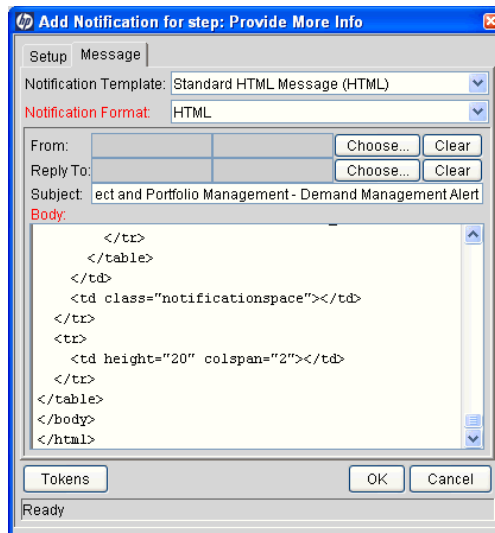 Add Notification for step: Provide More Info
Setup Message
Notification Template: Standard HTML Message (HTML)
Notification Format: HTML
From: Choose... Clear
Reply To: Choose... Clear
Subject: ect and Portfolio Management - Demand Management Alert
Body:
</tr>
</table>
</td>
<td class="notificationspace"></td>
</tr>
<tr>
<td height="20" colspan="2"></td>
</tr>
</table>
</body>
</html>
Tokens OK Cancel
Ready